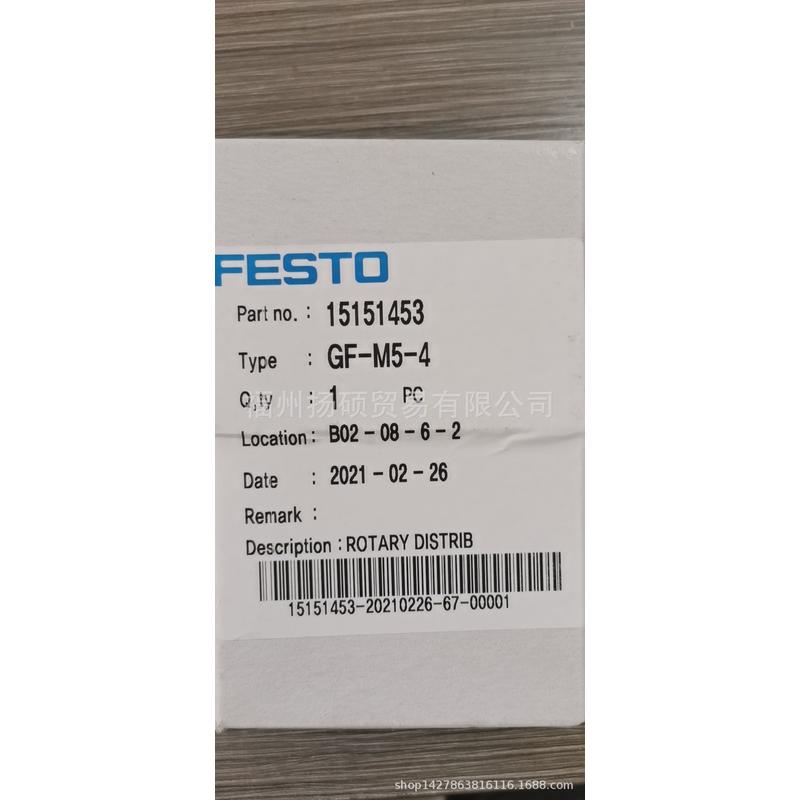 FESTO
Part no. : 15151453
Type : GF-M5-4
Q,ty : 1 PC
福州扬硕贸易有限公司
Location : B02-08-6-2
Date : 2021-02-26
Remark :
Description : ROTARY DISTRIB
15151453-20210226-67-00001
shop1427863816116.1688.com